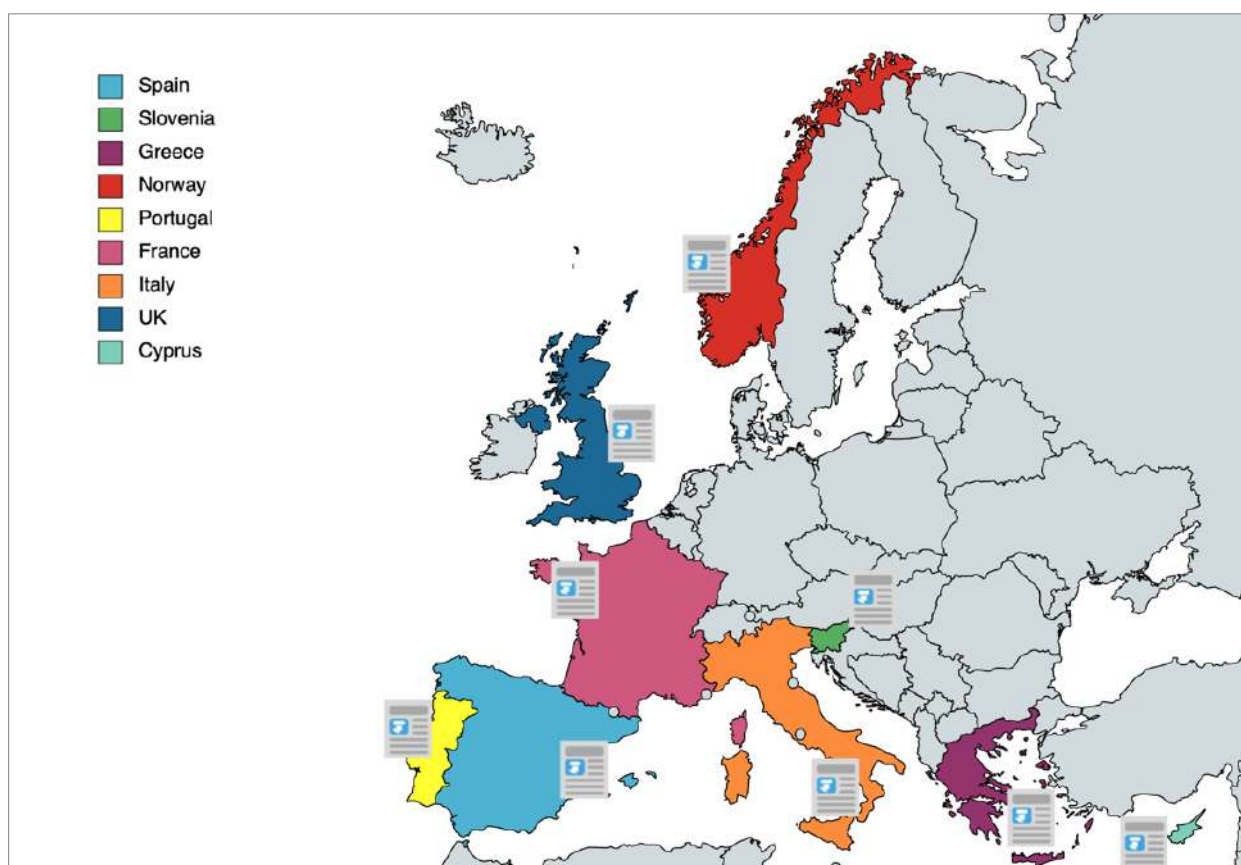 Spain
Slovenia
Greece
Norway
Portugal
France
Italy
UK
Cyprus